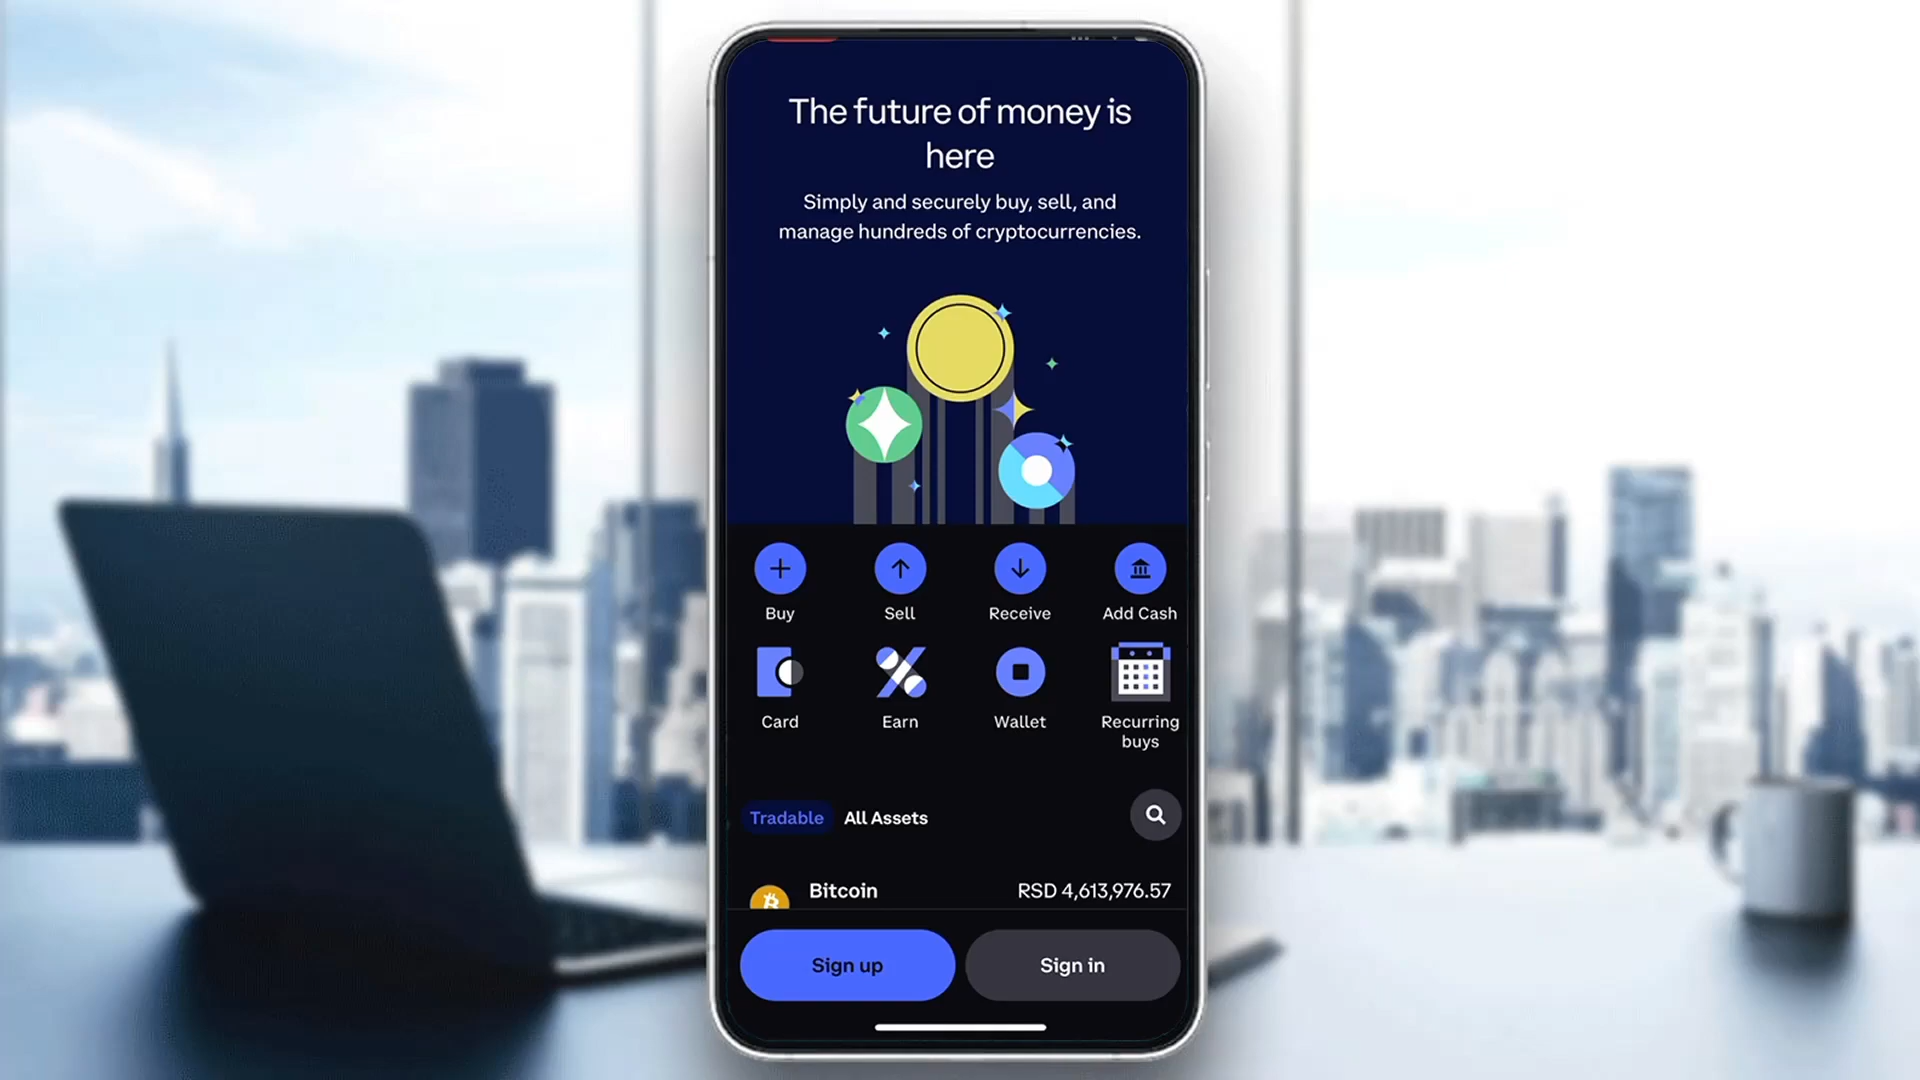 The future of money is
here
Simply and securely buy, sell, and
manage hundreds of cryptocurrencies.
Buy
Sell
Receive
Add Cash
Card
Earn
Wallet
Recurring
buys
Tradable
All Assets
Bitcoin
RSD 4,613,976.57
Sign up
Sign in